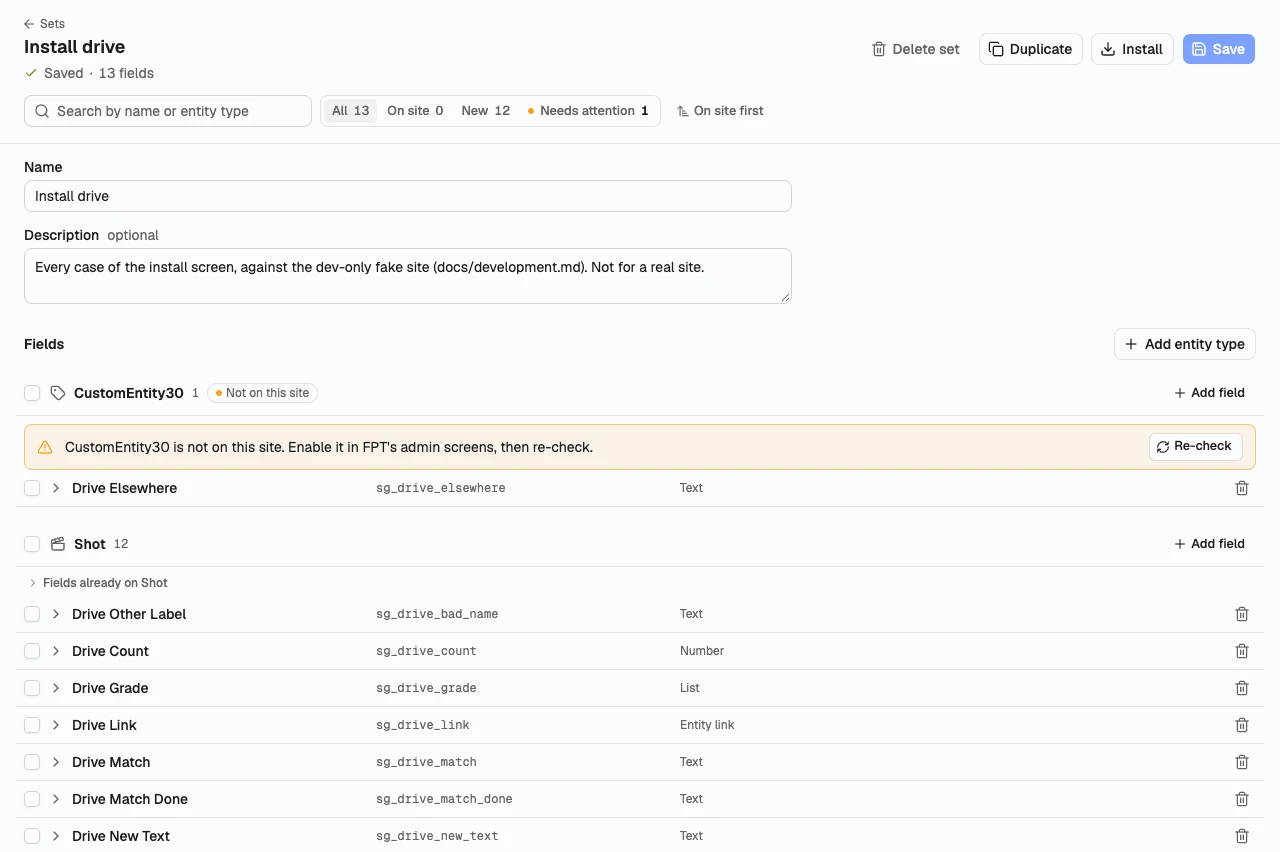 Sets
Install drive
Saved · 13 fields
Delete set
Duplicate
Install
Save
Search by name or entity type
All 13
On site 0
New 12
Needs attention 1
On site first
Name
Install drive
Description optional
Every case of the install screen, against the dev-only fake site (docs/development.md). Not for a real site.
Fields
Add entity type
CustomEntity30 1 Not on this site
Add field
CustomEntity30 is not on this site. Enable it in FPT's admin screens, then re-check.
Re-check
Drive Elsewhere sg_drive_elsewhere Text
Shot 12
Add field
Fields already on Shot
Drive Other Label sg_drive_bad_name Text
Drive Count sg_drive_count Number
Drive Grade sg_drive_grade List
Drive Link sg_drive_link Entity link
Drive Match sg_drive_match Text
Drive Match Done sg_drive_match_done Text
Drive New Text sg_drive_new_text Text